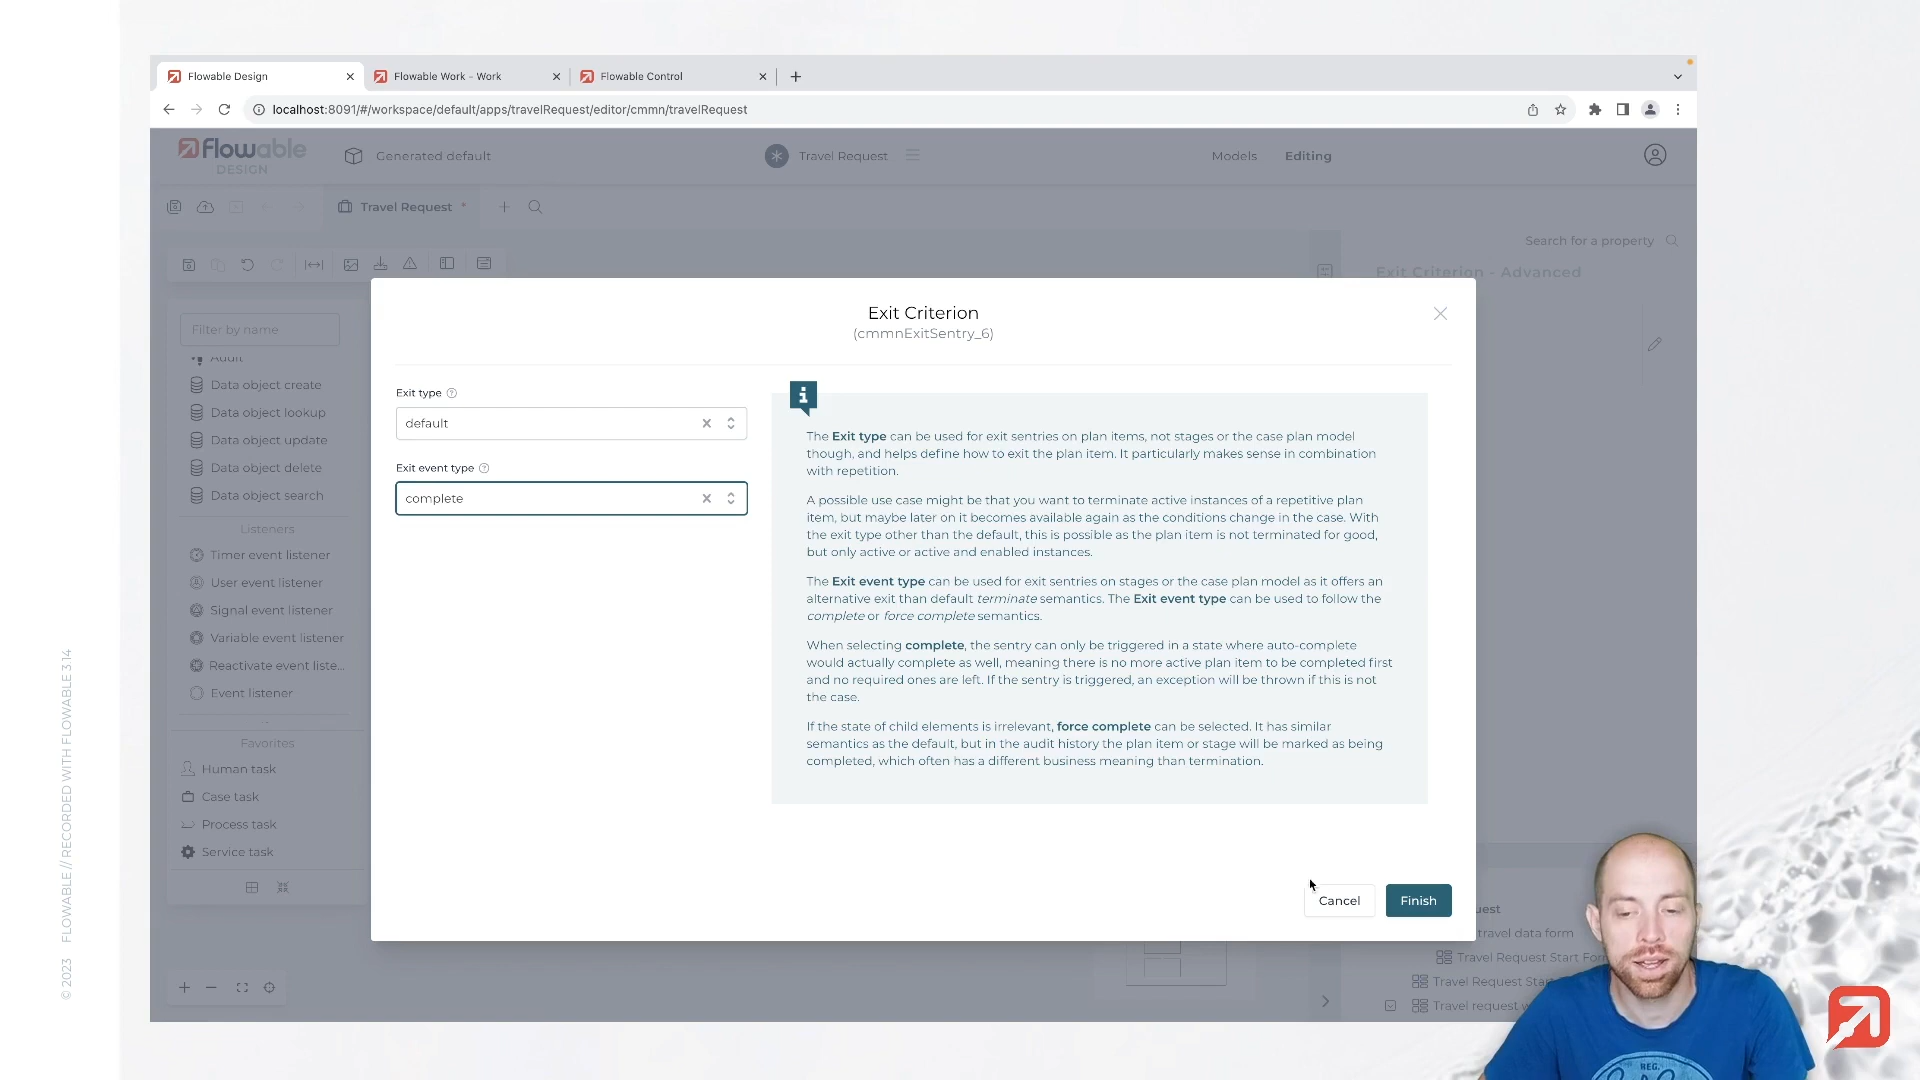 Flowable Design
Flowable Work - Work
Flowable Control
localhost:8091/#/workspace/default/apps/travelRequest/editor/cmmn/travelRequest
Flowable
DESIGN
Generated default
Travel Request
Models
Editing
Travel Request *
Search for a property
Exit Criterion - Advanced
Filter by name
Audit
Data object create
Data object lookup
Data object update
Data object delete
Data object search
Listeners
Timer event listener
User event listener
Signal event listener
Variable event listener
Reactivate event liste...
Event listener
Favorites
Human task
Case task
Process task
Service task
Exit Criterion
(cmmnExitSentry_6)
Exit type
default
Exit event type
complete
The Exit type can be used for exit sentries on plan items, not stages or the case plan model
though, and helps define how to exit the plan item. It particularly makes sense in combination
with repetition.
A possible use case might be that you want to terminate active instances of a repetitive plan
item, but maybe later on it becomes available again as the conditions change in the case. With
the exit type other than the default, this is possible as the plan item is not terminated for good,
but only active or active and enabled instances.
The Exit event type can be used for exit sentries on stages or the case plan model as it offers an
alternative exit than default terminate semantics. The Exit event type can be used to follow the
complete or force complete semantics.
When selecting complete, the sentry can only be triggered in a state where auto-complete
would actually complete as well, meaning there is no more active plan item to be completed first
and no required ones are left. If the sentry is triggered, an exception will be thrown if this is not
the case.
If the state of child elements is irrelevant, force complete can be selected. It has similar
semantics as the default, but in the audit history the plan item or stage will be marked as being
completed, which often has a different business meaning than termination.
Cancel
Finish
uest
travel data form
Travel Request Start For
Travel Request Star
Travel request
© 2023 FLOWABLE // RECORDED WITH FLOWABLE 3.14
REG.